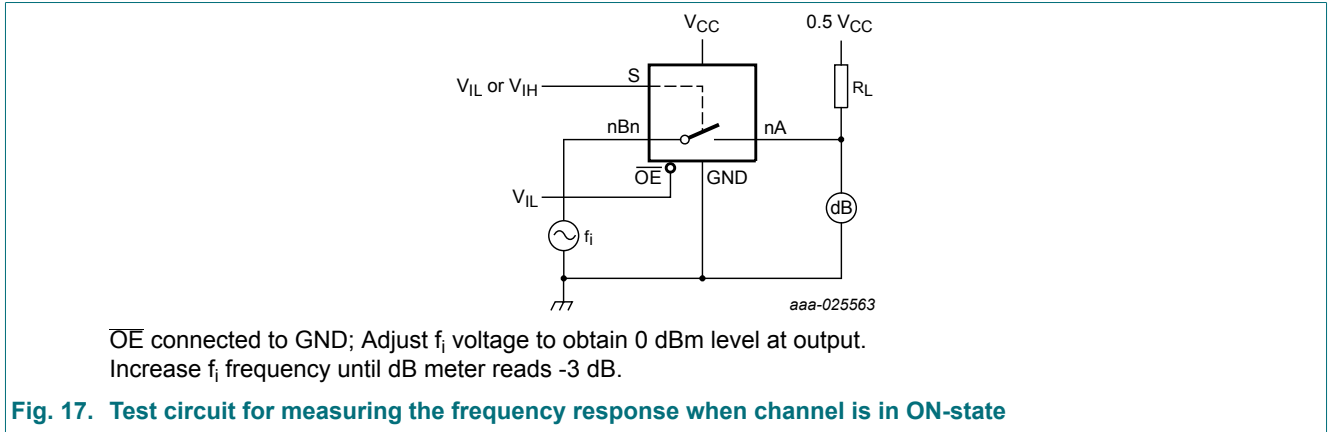 VCC
0.5 VCC
S
VIL or VIH
RL
nBn
nA
OE
GND
VIL
dB
fi
aaa-025563
OE connected to GND; Adjust fi voltage to obtain 0 dBm level at output.
Increase fi frequency until dB meter reads -3 dB.
Fig. 17. Test circuit for measuring the frequency response when channel is in ON-state